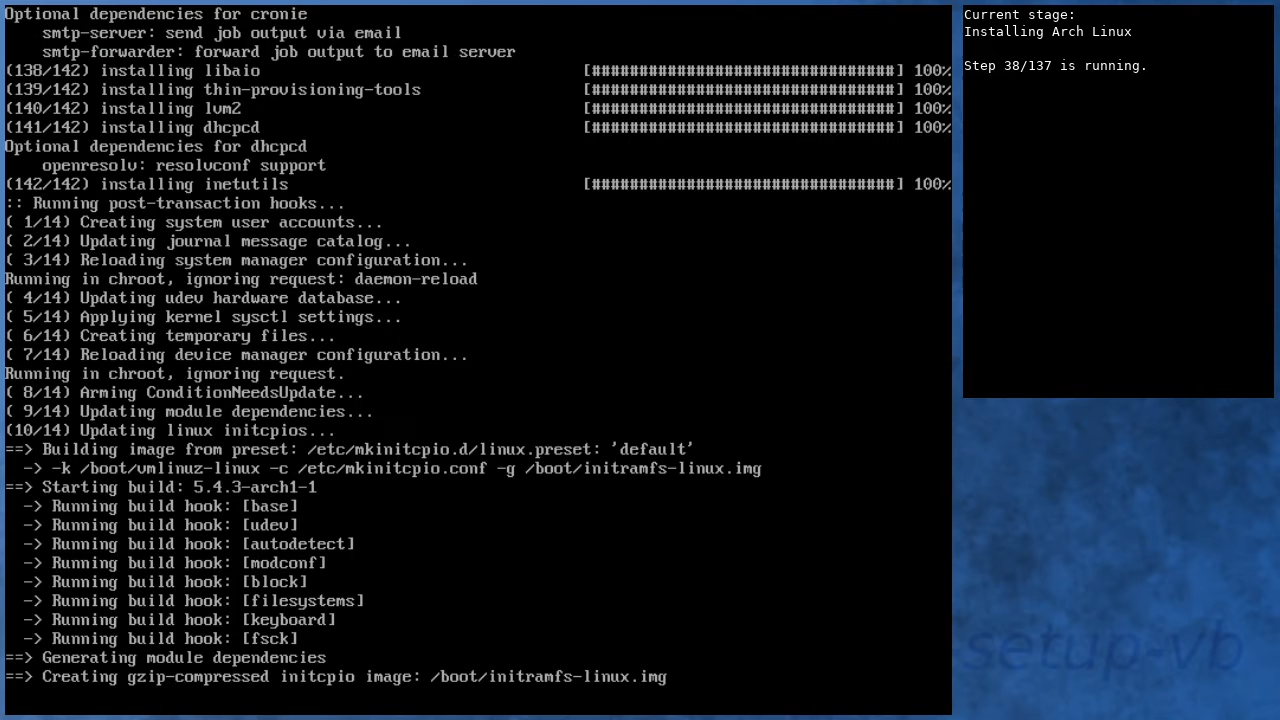 Optional dependencies for cronie
    smtp-server: send job output via email
    smtp-forwarder: forward job output to email server
(138/142) installing libaio [################################] 100%
(139/142) installing thin-provisioning-tools [################################] 100%
(140/142) installing lvm2 [################################] 100%
(141/142) installing dhcpcd [################################] 100%
Optional dependencies for dhcpcd
    openresolv: resolvconf support
(142/142) installing inetutils [################################] 100%
:: Running post-transaction hooks...
( 1/14) Creating system user accounts...
( 2/14) Updating journal message catalog...
( 3/14) Reloading system manager configuration...
Running in chroot, ignoring request: daemon-reload
( 4/14) Updating udev hardware database...
( 5/14) Applying kernel sysctl settings...
( 6/14) Creating temporary files...
( 7/14) Reloading device manager configuration...
Running in chroot, ignoring request.
( 8/14) Arming ConditionNeedsUpdate...
( 9/14) Updating module dependencies...
(10/14) Updating linux initcpios...
==> Building image from preset: /etc/mkinitcpio.d/linux.preset: 'default'
  -> -k /boot/vmlinuz-linux -c /etc/mkinitcpio.conf -g /boot/initramfs-linux.img
==> Starting build: 5.4.3-arch1-1
  -> Running build hook: [base]
  -> Running build hook: [udev]
  -> Running build hook: [autodetect]
  -> Running build hook: [modconf]
  -> Running build hook: [block]
  -> Running build hook: [filesystems]
  -> Running build hook: [keyboard]
  -> Running build hook: [fsck]
==> Generating module dependencies
==> Creating gzip-compressed initcpio image: /boot/initramfs-linux.img
Current stage:
Installing Arch Linux
Step 38/137 is running.
setup-vb